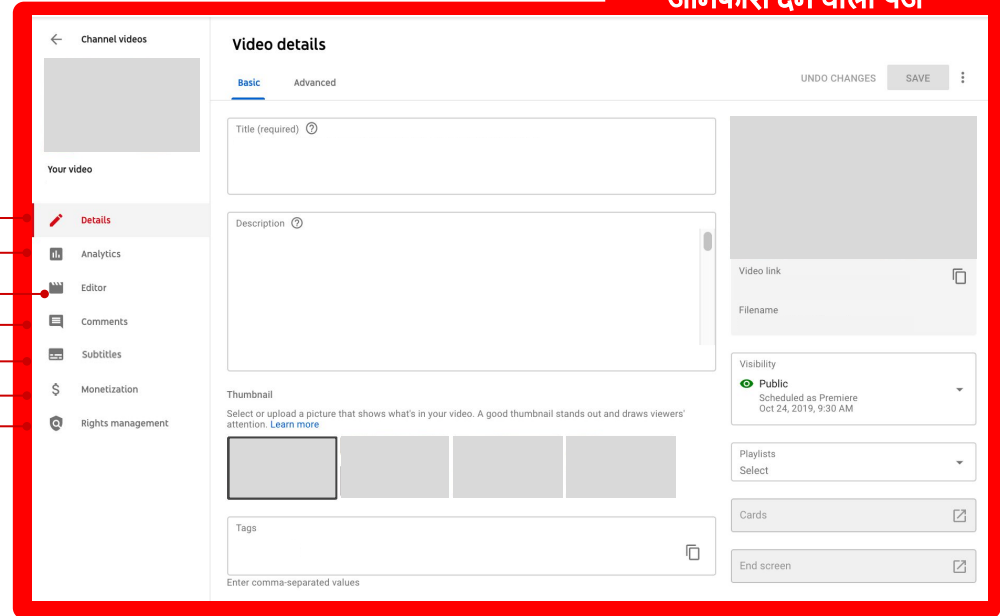 जानकारी देने वाला पेज
Channel videos
Your video
Details
Analytics
Editor
Comments
Subtitles
Monetization
Rights management
Video details
Basic
Advanced
UNDO CHANGES
SAVE
Title (required)
Description
Thumbnail
Select or upload a picture that shows what's in your video. A good thumbnail stands out and draws viewers'
attention. Learn more
Tags
Enter comma-separated values
Video link
Filename
Visibility
Public
Scheduled as Premiere
Oct 24, 2019, 9:30 AM
Playlists
Select
Cards
End screen